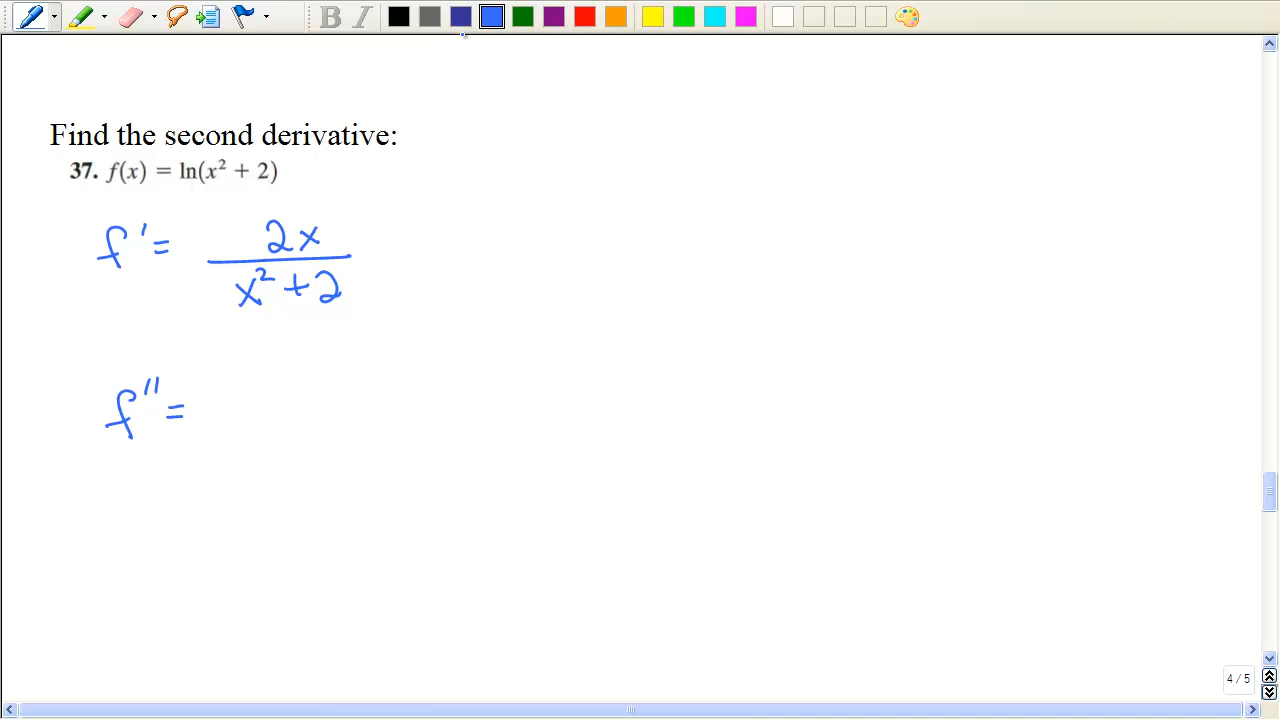 B I
Find the second derivative:
37. f(x) = ln(x² + 2)
f' = 2x
x² + 2
f'' =
4 / 5